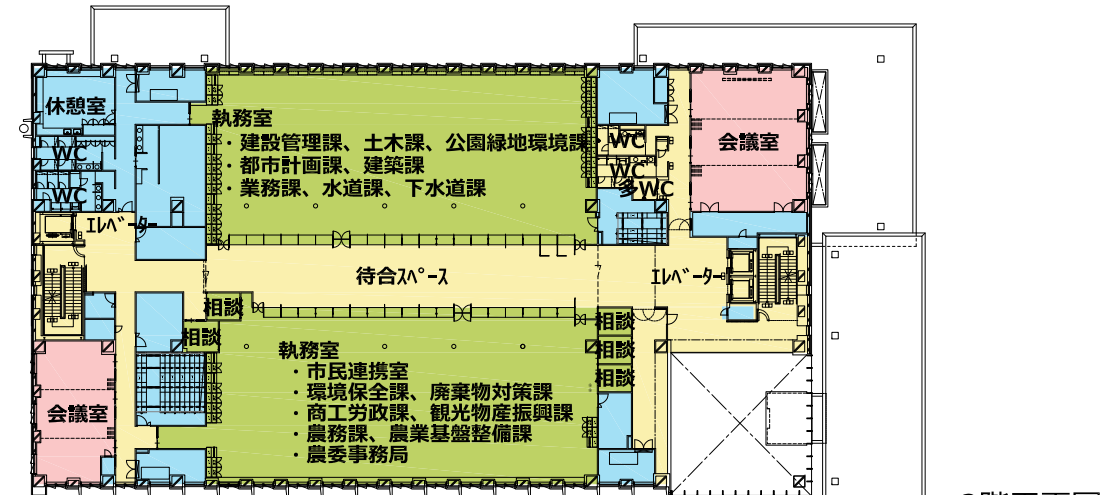 休憩室
WC
WC
エレベーター
執務室
・建設管理課、土木課、公園緑地環境課
・都市計画課、建築課
・業務課、水道課、下水道課
WC
WC
多WC
会議室
待合スペース
エレベーター
相談
相談
相談
相談
相談
執務室
・市民連携室
・環境保全課、廃棄物対策課
・商工労政課、観光物産振興課
・農務課、農業基盤整備課
・農委事務局
会議室